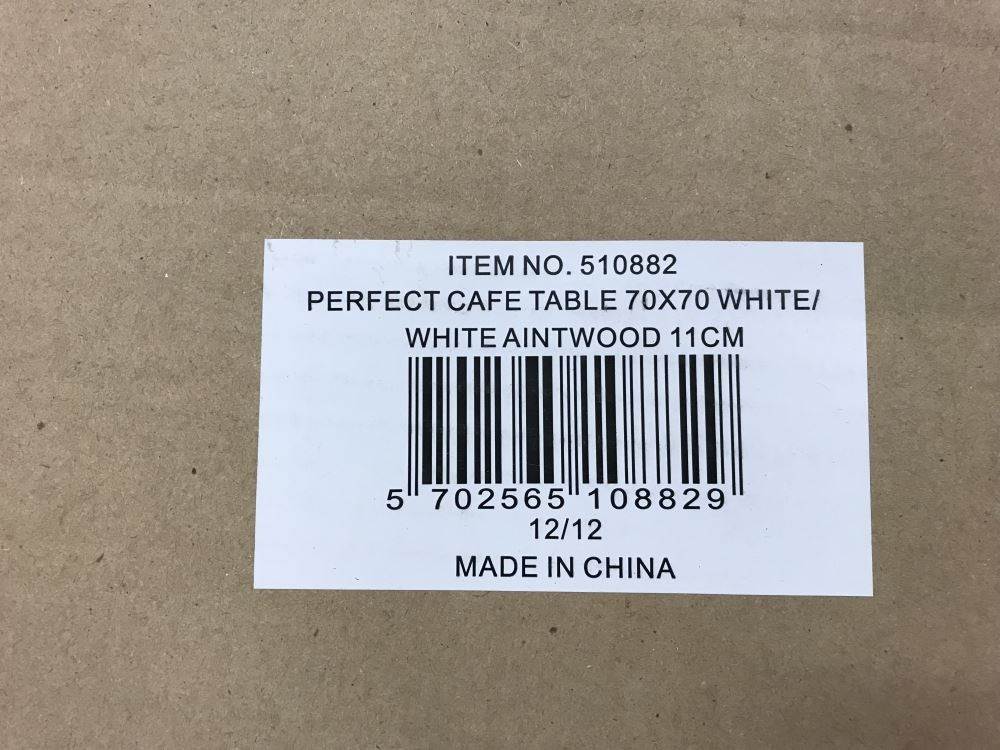 ITEM NO. 510882
PERFECT CAFE TABLE 70X70 WHITE/
WHITE AINTWOOD 11CM
5 702565 108829
12/12
MADE IN CHINA